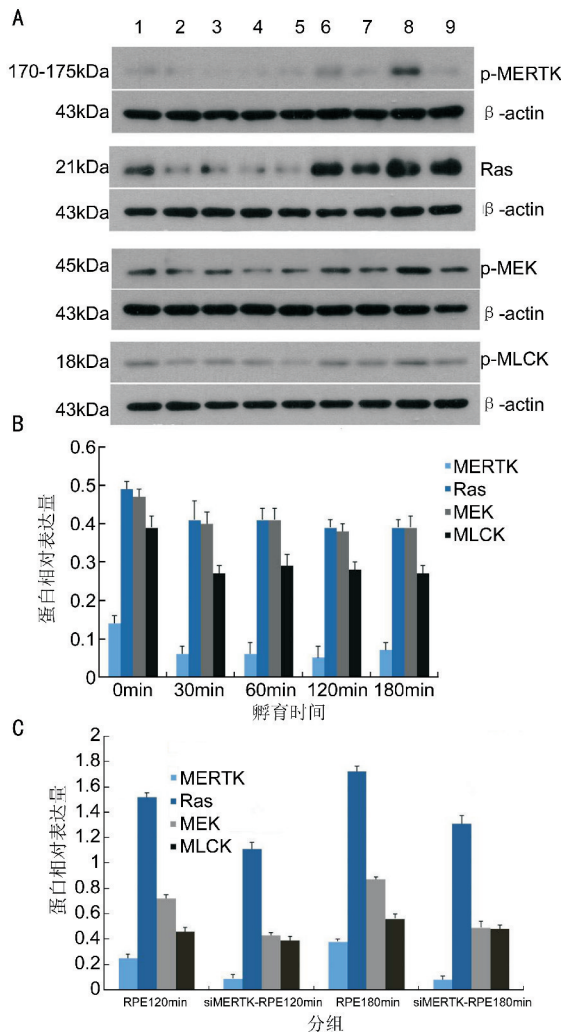 A
1 2 3 4 5 6 7 8 9
170-175kDa p-MERTK
43kDa β-actin
21kDa Ras
43kDa β-actin
45kDa p-MEK
43kDa β-actin
18kDa p-MLCK
43kDa β-actin
B
0.6
0.5
0.4
0.3
0.2
0.1
0
蛋白相对表达量
MERTK
Ras
MEK
MLCK
0min 30min 60min 120min 180min
孵育时间
C
2
1.8
1.6
1.4
1.2
1
0.8
0.6
0.4
0.2
0
蛋白相对表达量
MERTK
Ras
MEK
MLCK
RPE120min siMERTK-RPE120min RPE180min siMERTK-RPE180min
分组